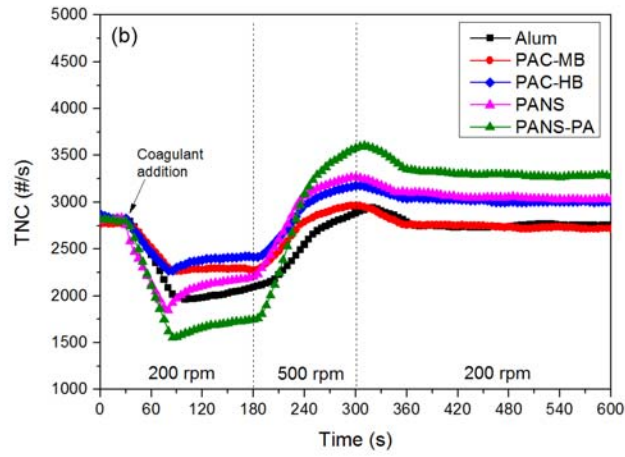 (b)
Alum
PAC-MB
PAC-HB
PANS
PANS-PA
Coagulant
addition
TNC (#/s)
5000
4500
4000
3500
3000
2500
2000
1500
1000
200 rpm
500 rpm
200 rpm
0 60 120 180 240 300 360 420 480 540 600
Time (s)